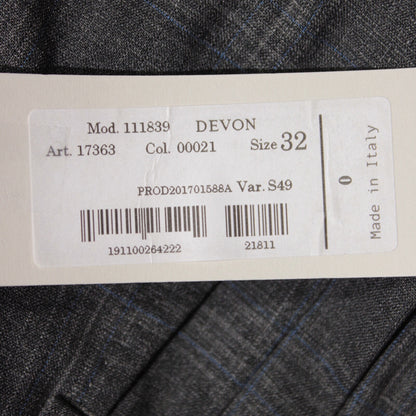 Mod. 111839 DEVON
Art. 17363 Col. 00021 Size 32
PROD201701588A Var. S49
191100264222 21811
0
Made in Italy